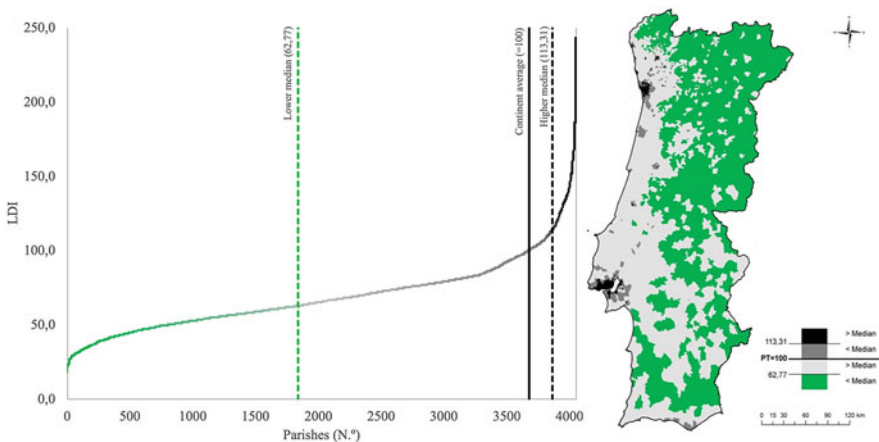 250,0
200,0
150,0
100,0
50,0
0,0
LDI
0
500
1000
1500
2000
2500
3000
3500
4000
Parishes (N.º)
Lower median (62,77)
Continent average (=100)
Higher median (113,31)
113,31
PT=100
62,77
> Median
< Median
> Median
< Median
0 15 30 60 90 120 km